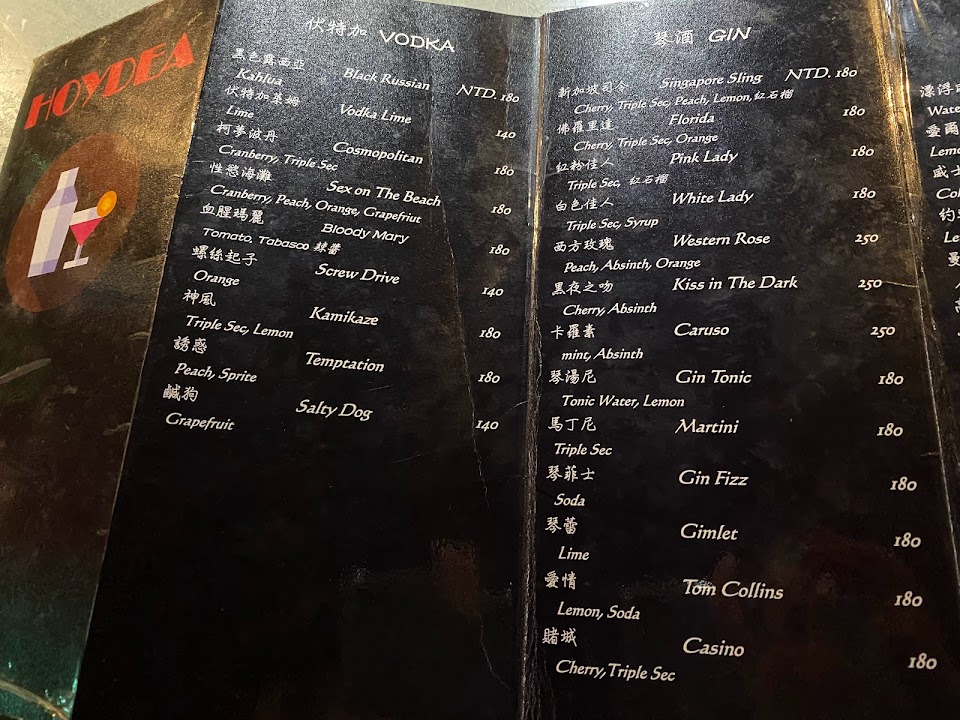 HOYDEA
伏特加 VODKA
黑色露西亞 Black Russian NTD. 180
Kahlua
伏特加萊姆 Vodka Lime 140
Lime
柯夢波丹 Cosmopolitan 180
Cranberry, Triple Sec
性慾海灘 Sex on The Beach 180
Cranberry, Peach, Orange, Grapefriut
血腥瑪麗 Bloody Mary 180
Tomato, Tabasco 辣醬
螺絲起子 Screw Drive 140
Orange
神風 Kamikaze 180
Triple Sec, Lemon
誘惑 Temptation 180
Peach, Sprite
鹹狗 Salty Dog 140
Grapefruit
琴酒 GIN
新加坡司令 Singapore Sling NTD. 180
Cherry, Triple Sec, Peach, Lemon,紅石榴
佛羅里達 Florida 180
Cherry, Triple Sec, Orange
紅粉佳人 Pink Lady 180
Triple Sec, 紅石榴
白色佳人 White Lady 180
Triple Sec, Syrup
西方玫瑰 Western Rose 250
Peach, Absinth, Orange
黑夜之吻 Kiss in The Dark 250
Cherry, Absinth
卡羅素 Caruso 250
mint, Absinth
琴湯尼 Gin Tonic 180
Tonic Water, Lemon
馬丁尼 Martini 180
Triple Sec
琴菲士 Gin Fizz 180
Soda
琴蕾 Gimlet 180
Lime
愛情 Tom Collins 180
Lemon, Soda
賭城 Casino 180
Cherry,Triple Sec
漂浮
愛爾
威士